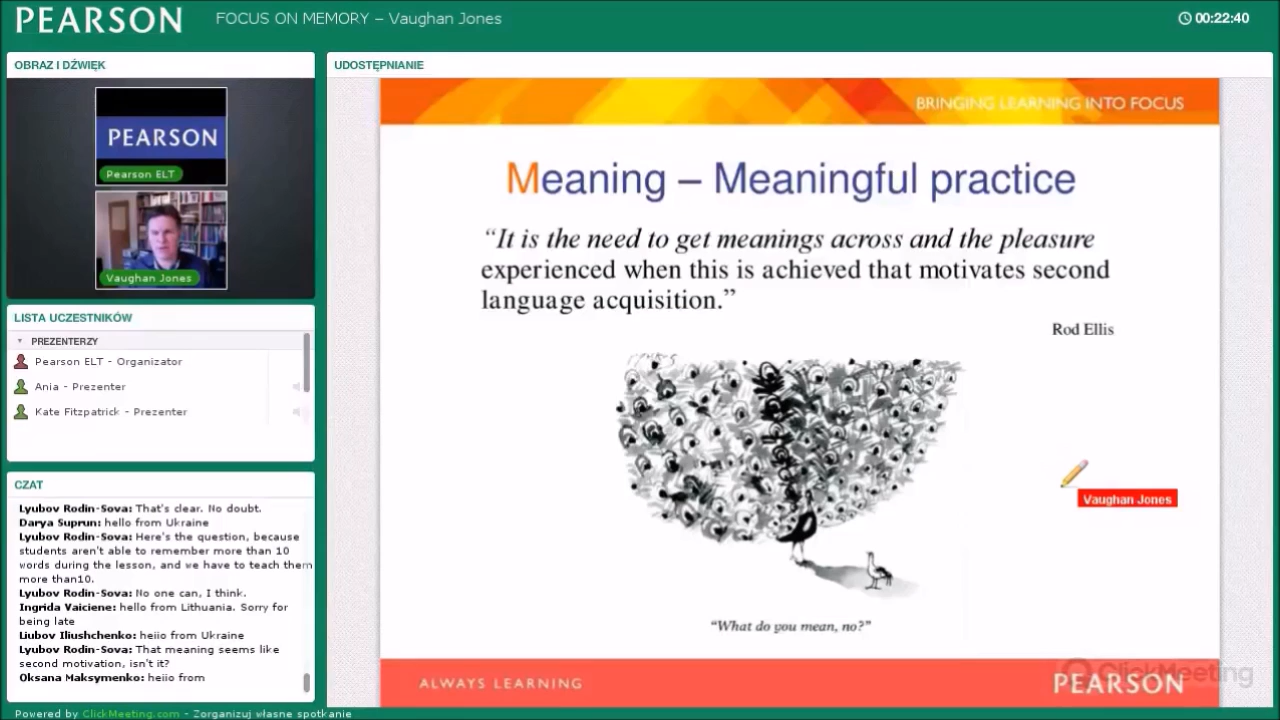 PEARSON
FOCUS ON MEMORY – Vaughan Jones
00:22:40
OBRAZ I DŹWIĘK
PEARSON
Pearson ELT
Vaughan Jones
LISTA UCZESTNIKÓW
PREZENTERZY
Pearson ELT - Organizator
Ania - Prezenter
Kate Fitzpatrick - Prezenter
CZAT
Lyubov Rodin-Sova: That's clear. No doubt.
Darya Suprun: hello from Ukraine
Lyubov Rodin-Sova: Here's the question, because
students aren't able to remember more than 10
words during the lesson, and we have to teach them
more than10.
Lyubov Rodin-Sova: No one can, I think.
Ingrida Vaiciene: hello from Lithuania. Sorry for
being late
Liubov Iliushchenko: heiio from Ukraine
Lyubov Rodin-Sova: That meaning seems like
second motivation, isn't it?
Oksana Maksymenko: heiio from
UDOSTĘPNIANIE
BRINGING LEARNING INTO FOCUS
Meaning – Meaningful practice
“It is the need to get meanings across and the pleasure
experienced when this is achieved that motivates second
language acquisition.”
Rod Ellis
Vaughan Jones
“What do you mean, no?”
ALWAYS LEARNING
PEARSON
ClickMeeting
Powered by ClickMeeting.com - Zorganizuj własne spotkanie